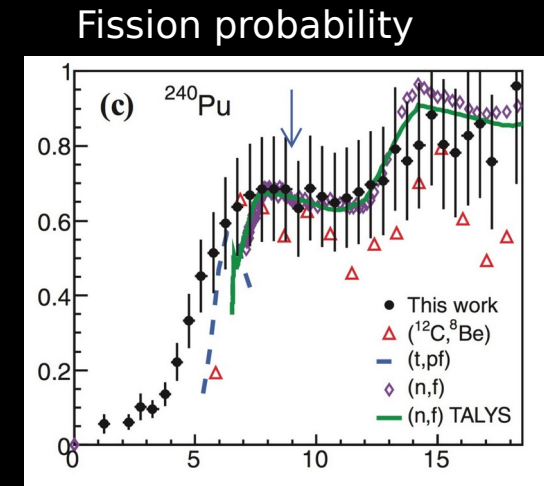 Fission probability
(c) ²⁴⁰Pu
1
0.8
0.6
0.4
0.2
0
This work
(¹²C,⁸Be)
(t,pf)
(n,f)
(n,f) TALYS
0 5 10 15